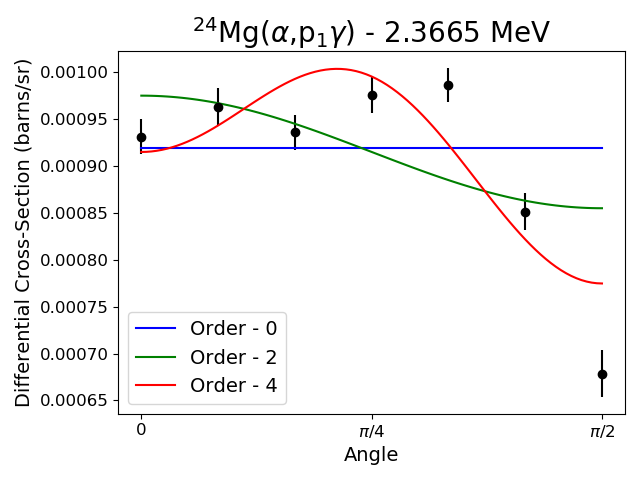 ²⁴Mg(α,p₁γ) - 2.3665 MeV
Differential Cross-Section (barns/sr)
0.00100
0.00095
0.00090
0.00085
0.00080
0.00075
0.00070
0.00065
Order - 0
Order - 2
Order - 4
0
π/4
π/2
Angle